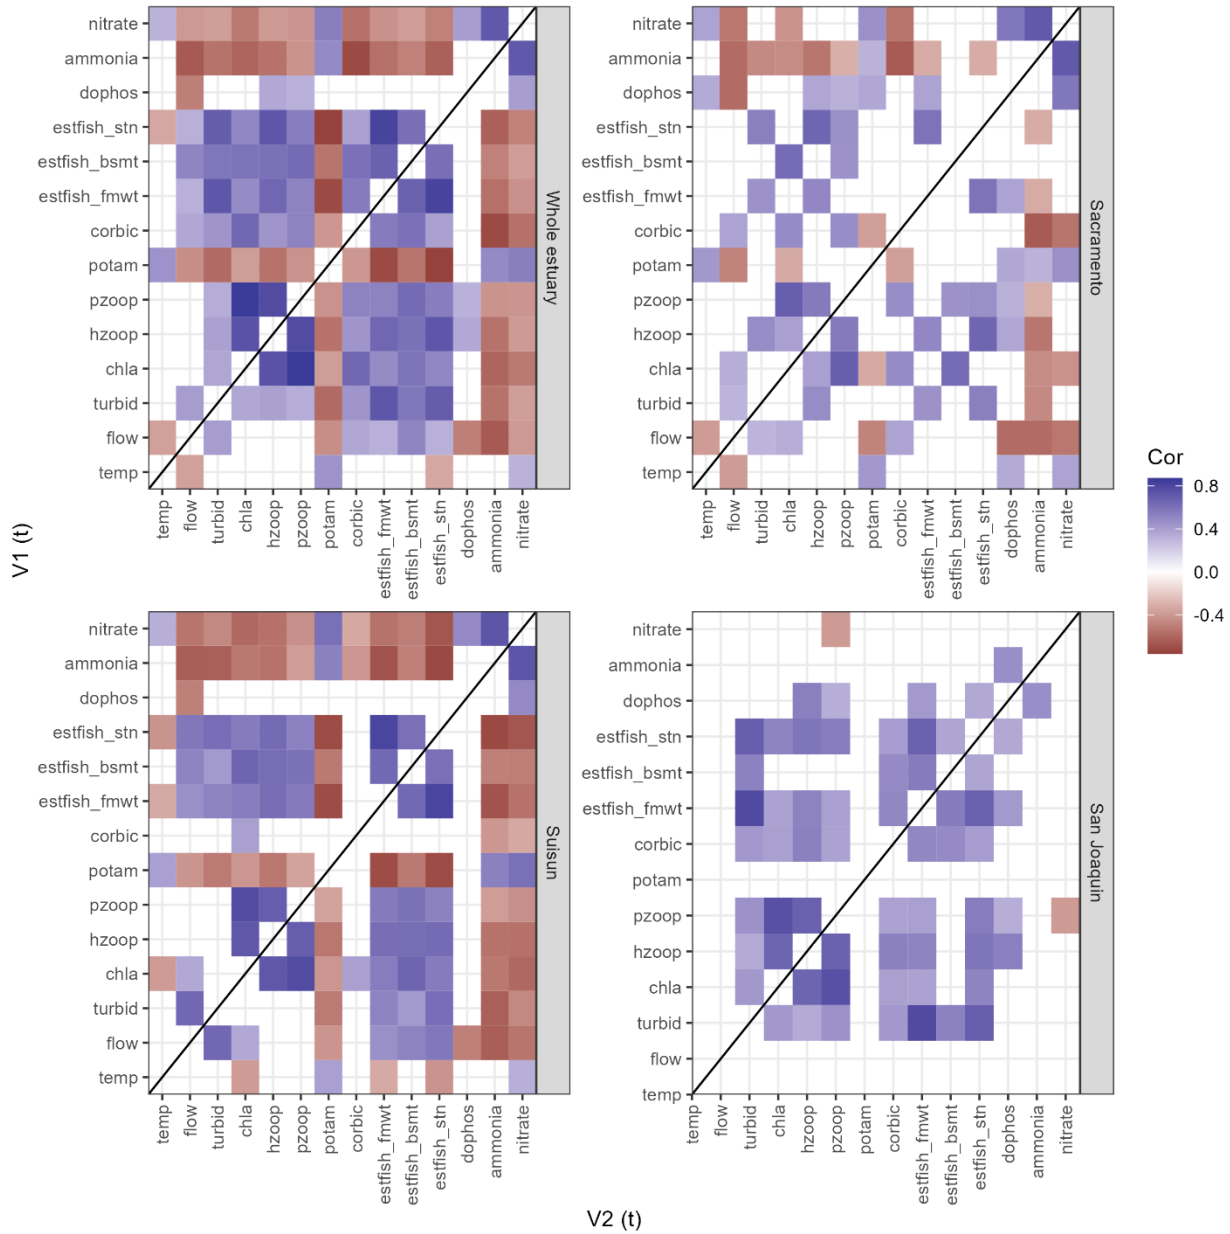 nitrate
ammonia
dophos
estfish_stn
estfish_bsmt
estfish_fmwt
corbic
potam
pzoop
hzoop
chla
turbid
flow
temp
temp
flow
turbid
chla
hzoop
pzoop
potam
corbic
estfish_fmwt
estfish_bsmt
estfish_stn
dophos
ammonia
nitrate
Whole estuary
nitrate
ammonia
dophos
estfish_stn
estfish_bsmt
estfish_fmwt
corbic
potam
pzoop
hzoop
chla
turbid
flow
temp
temp
flow
turbid
chla
hzoop
pzoop
potam
corbic
estfish_fmwt
estfish_bsmt
estfish_stn
dophos
ammonia
nitrate
Sacramento
V1 (t)
Cor
0.8
0.4
0.0
-0.4
nitrate
ammonia
dophos
estfish_stn
estfish_bsmt
estfish_fmwt
corbic
potam
pzoop
hzoop
chla
turbid
flow
temp
temp
flow
turbid
chla
hzoop
pzoop
potam
corbic
estfish_fmwt
estfish_bsmt
estfish_stn
dophos
ammonia
nitrate
Suisun
nitrate
ammonia
dophos
estfish_stn
estfish_bsmt
estfish_fmwt
corbic
potam
pzoop
hzoop
chla
turbid
flow
temp
temp
flow
turbid
chla
hzoop
pzoop
potam
corbic
estfish_fmwt
estfish_bsmt
estfish_stn
dophos
ammonia
nitrate
San Joaquin
V2 (t)